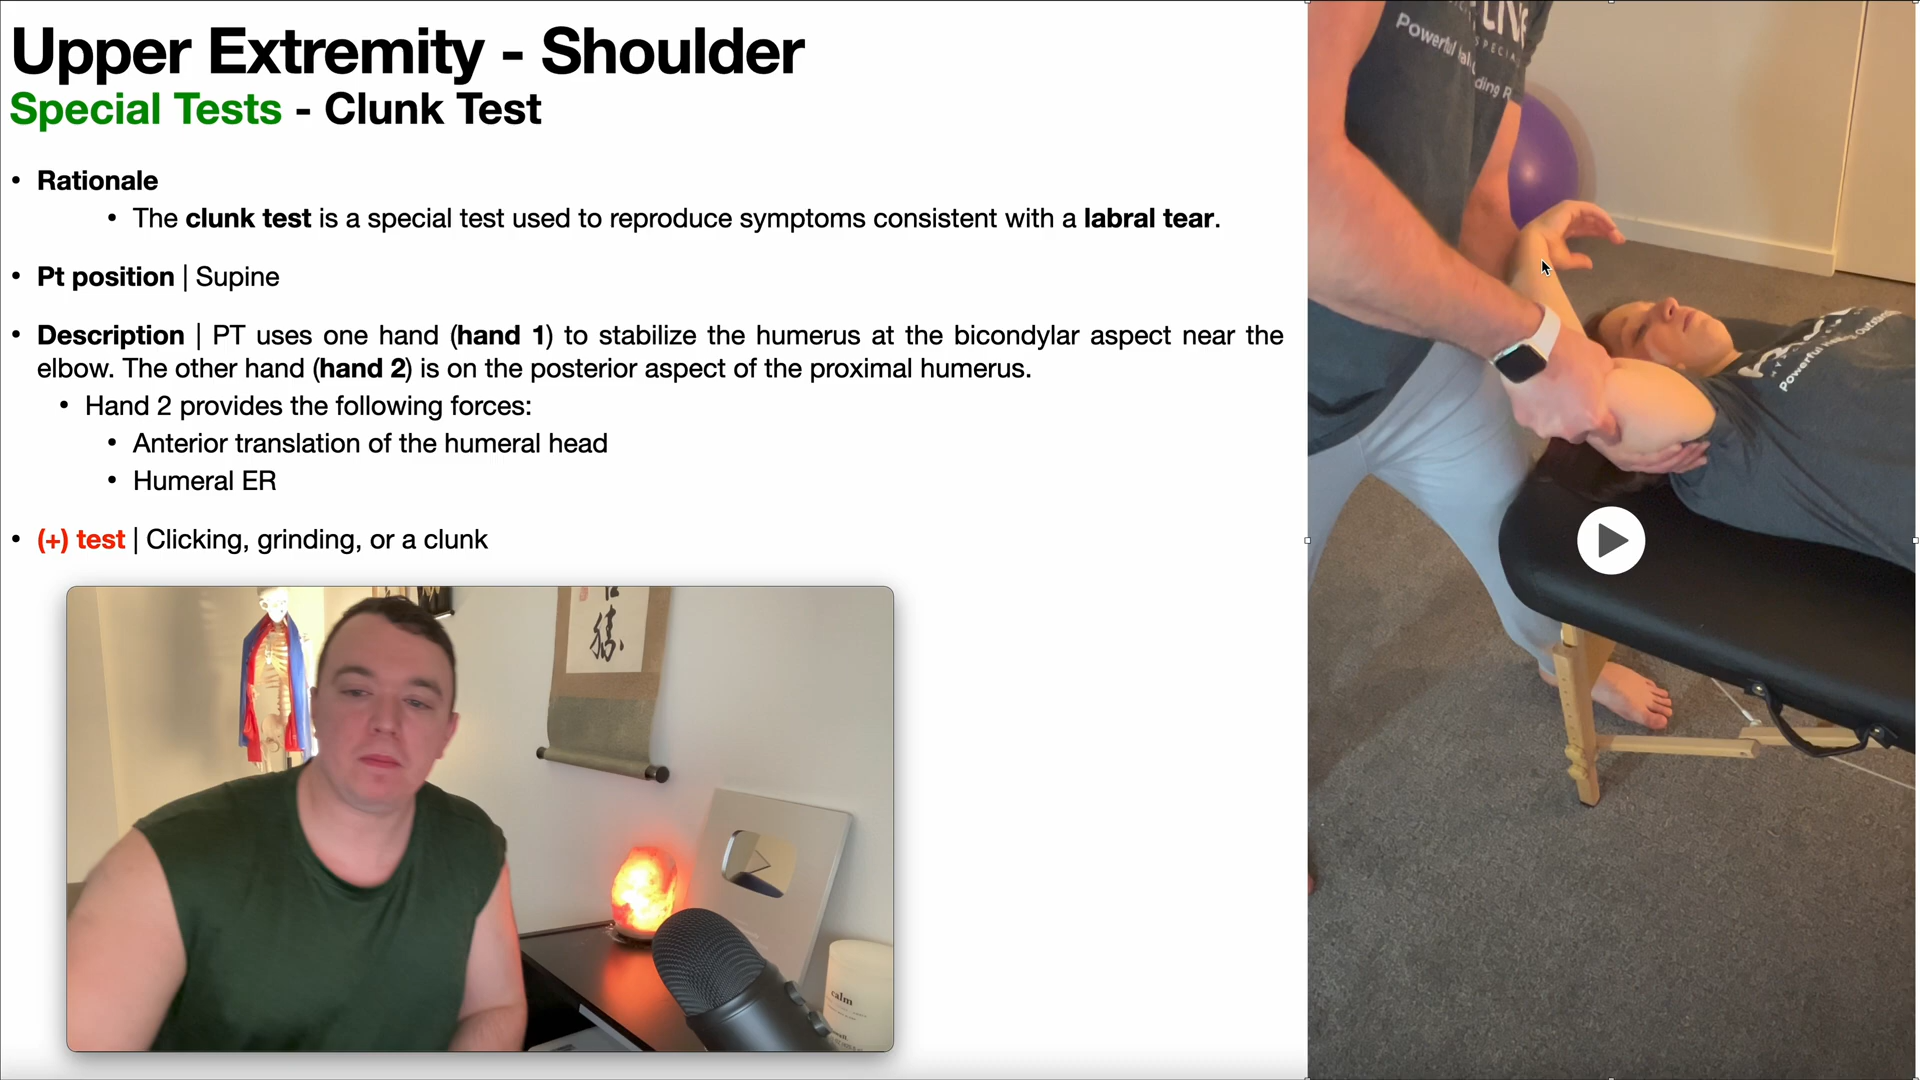 Upper Extremity - Shoulder
Special Tests - Clunk Test
• Rationale
• The clunk test is a special test used to reproduce symptoms consistent with a labral tear.
• Pt position | Supine
• Description | PT uses one hand (hand 1) to stabilize the humerus at the bicondylar aspect near the
elbow. The other hand (hand 2) is on the posterior aspect of the proximal humerus.
• Hand 2 provides the following forces:
• Anterior translation of the humeral head
• Humeral ER
• (+) test | Clicking, grinding, or a clunk
Powerful
calm
Powerful